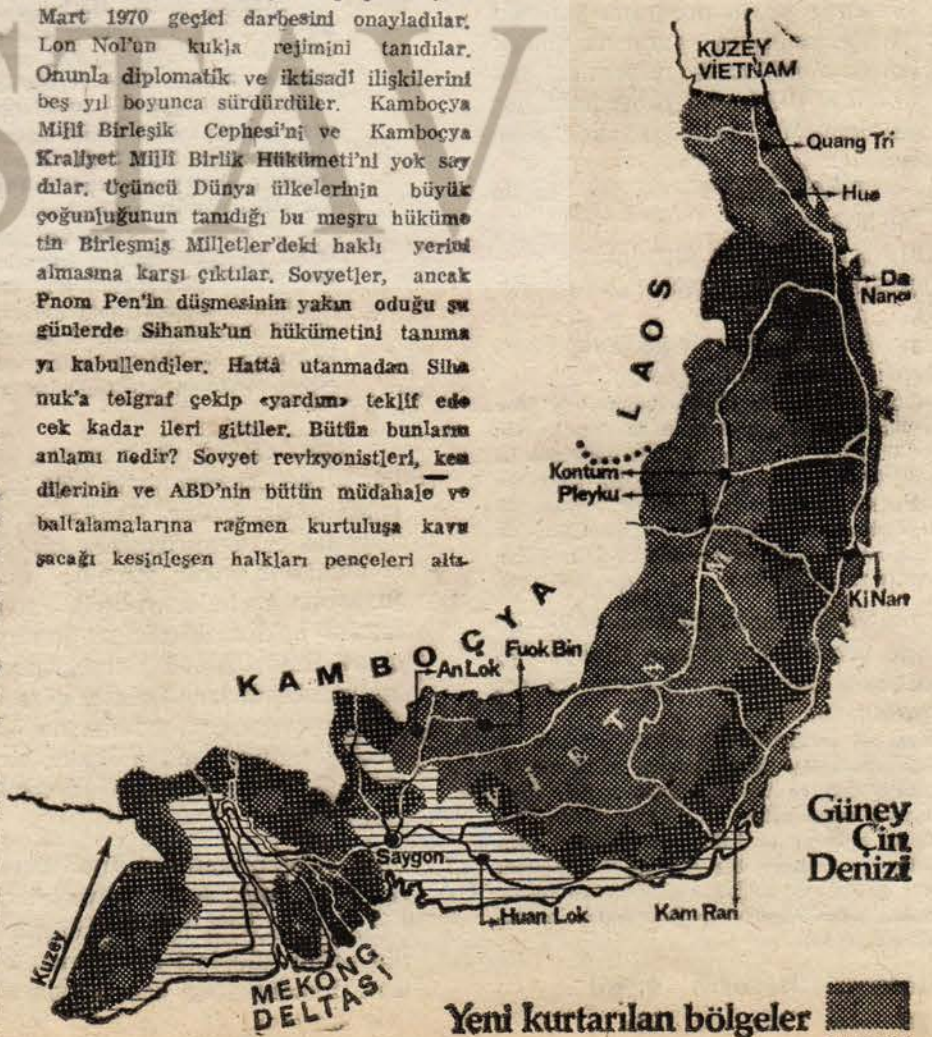 Mart 1970 geçici darbesini onayladılar.
Lon Nol'un kukla rejimini tanıdılar.
Onunla diplomatik ve iktisadî ilişkilerini
beş yıl boyunca sürdürdüler. Kamboçya
Millî Birleşik Cephesi'ni ve Kamboçya
Kraliyet Millî Birlik Hükümeti'ni yok say
dılar. Üçüncü Dünya ülkelerinin büyük
çoğunluğunun tanıdığı bu meşru hüküme
tin Birleşmiş Milletler'deki haklı yerini
almasına karşı çıktılar. Sovyetler, ancak
Pnom Pen'in düşmesinin yakın oduğu şu
günlerde Sihanuk'un hükümetini tanıma
yı kabullendiler. Hattâ utanmadan Siha
nuk'a telgraf çekip «yardım» teklif ede
cek kadar ileri gittiler. Bütün bunların
anlamı nedir? Sovyet revizyonistleri, ken
dilerinin ve ABD'nin bütün müdahale ve
baltalamalarına rağmen kurtuluşa kavu
şacağı kesinleşen halkları pençeleri altı-
KUZEY
VİETNAM
Quang Tri
Hue
Da
Nang
LAOS
Kontum
Pleyku
Ki Nan
KAMBOÇYA
An Lok
Fuok Bin
VİETNAM
Saygon
Huan Lok
Kam Ran
Güney
Çin
Denizi
Kuzey
MEKONG
DELTASI
Yeni kurtarılan bölgeler
STAV